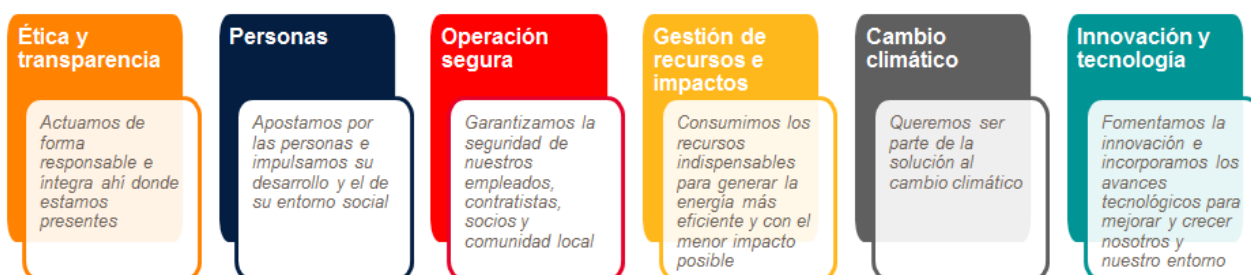 Ética y
transparencia
Actuamos de
forma
responsable e
íntegra ahí donde
estamos
presentes
Personas
Apostamos por
las personas e
impulsamos su
desarrollo y el de
su entorno social
Operación
segura
Garantizamos la
seguridad de
nuestros
empleados,
contratistas,
socios y
comunidad local
Gestión de
recursos e
impactos
Consumimos los
recursos
indispensables
para generar la
energía más
eficiente y con el
menor impacto
posible
Cambio
climático
Queremos ser
parte de la
solución al
cambio climático
Innovación y
tecnología
Fomentamos la
innovación e
incorporamos los
avances
tecnológicos para
mejorar y crecer
nosotros y
nuestro entorno